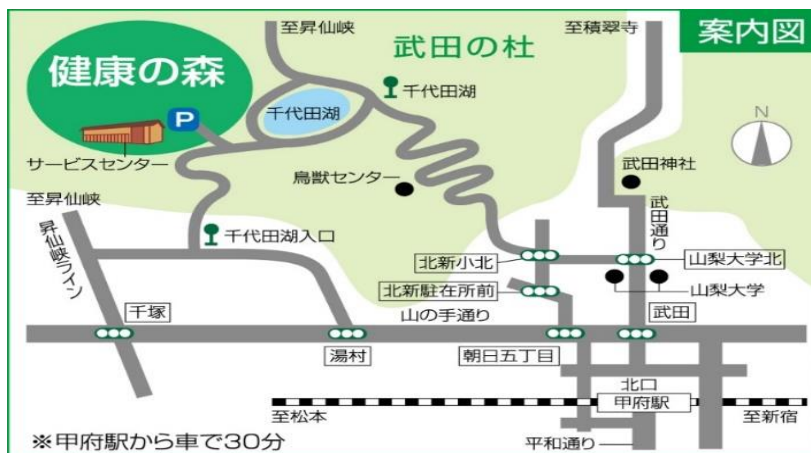 至昇仙峡
武田の杜
至積翠寺
案内図
健康の森
千代田湖
P
千代田湖
N
サービスセンター
鳥獣センター
武田神社
至昇仙峡
武田通り
昇仙峡ライン
千代田湖入口
北新小北
山梨大学北
北新駐在所前
山梨大学
千塚
山の手通り
武田
湯村
朝日五丁目
北口
甲府駅
至松本
至新宿
※甲府駅から車で30分
平和通り